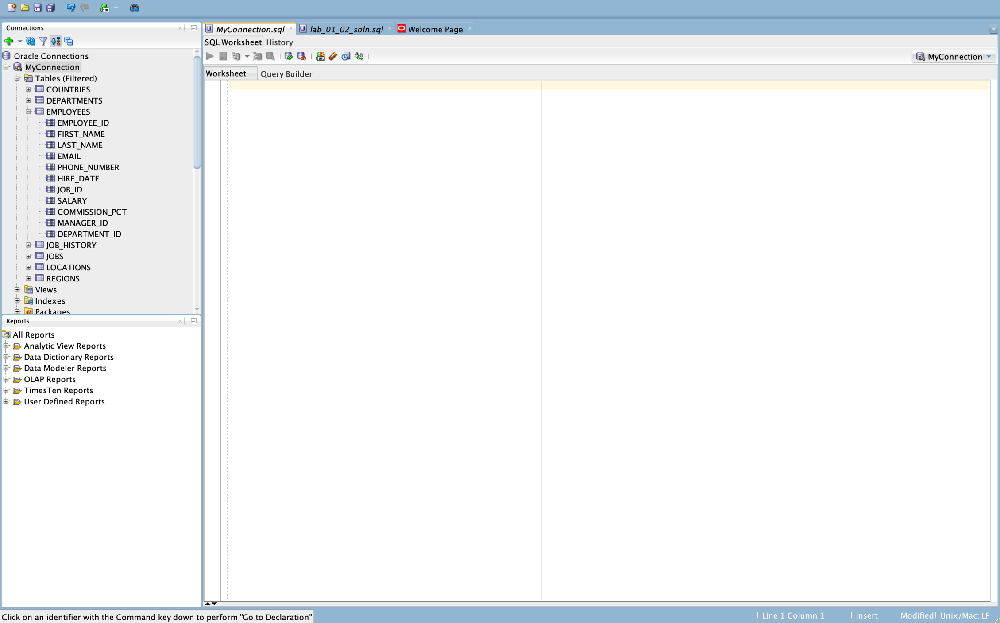 SQL
Connections
MyConnection.sql
lab_01_02_soln.sql
Welcome Page
SQL Worksheet
History
SQL
Aa
MyConnection
Worksheet
Query Builder
Oracle Connections
MyConnection
Tables (Filtered)
COUNTRIES
DEPARTMENTS
EMPLOYEES
EMPLOYEE_ID
FIRST_NAME
LAST_NAME
EMAIL
PHONE_NUMBER
HIRE_DATE
JOB_ID
SALARY
COMMISSION_PCT
MANAGER_ID
DEPARTMENT_ID
JOB_HISTORY
JOBS
LOCATIONS
REGIONS
Views
Indexes
Packages
Reports
All Reports
Analytic View Reports
Data Dictionary Reports
Data Modeler Reports
OLAP Reports
TimesTen Reports
User Defined Reports
Click on an identifier with the Command key down to perform "Go to Declaration"
Line 1 Column 1
Insert
Modified
Unix/Mac: LF